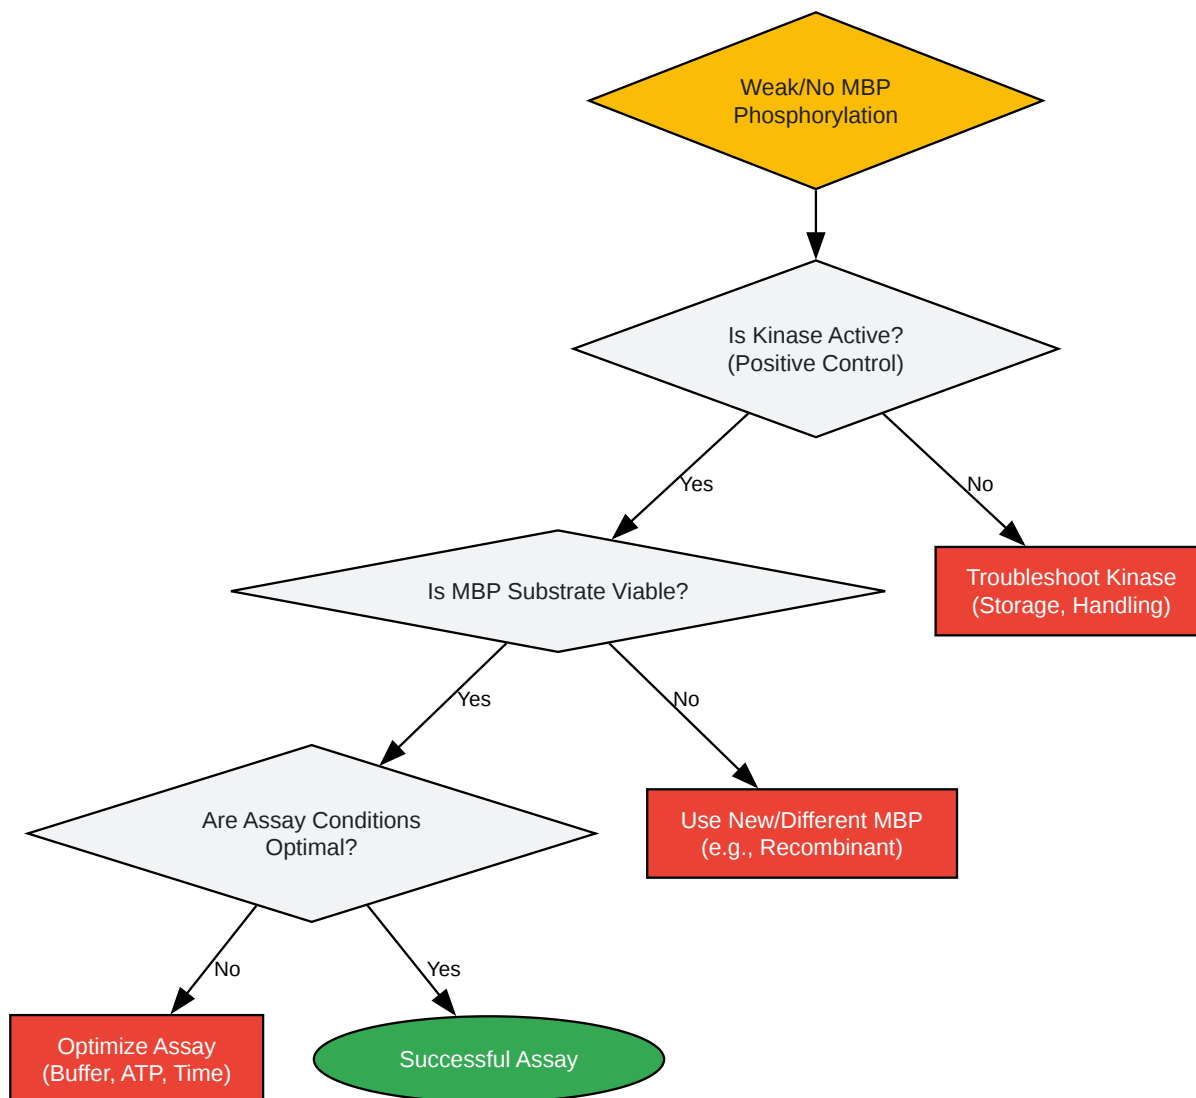 Weak/No MBP
Phosphorylation
Is Kinase Active?
(Positive Control)
Yes
No
Is MBP Substrate Viable?
Troubleshoot Kinase
(Storage, Handling)
Yes
No
Are Assay Conditions
Optimal?
Use New/Different MBP
(e.g., Recombinant)
No
Yes
Optimize Assay
(Buffer, ATP, Time)
Successful Assay